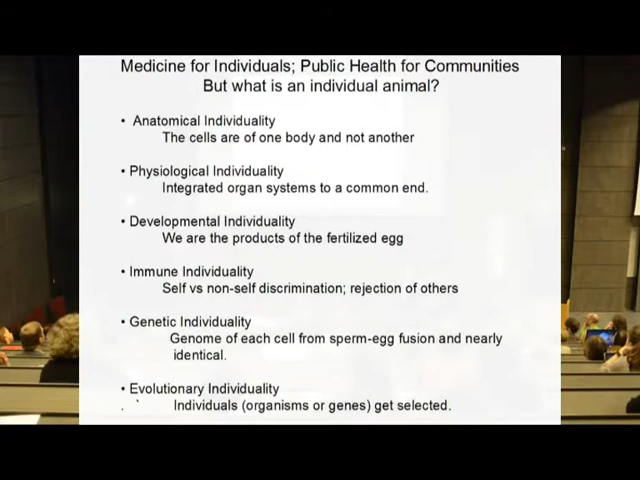 Medicine for Individuals; Public Health for Communities
But what is an individual animal?
• Anatomical Individuality
The cells are of one body and not another
• Physiological Individuality
Integrated organ systems to a common end.
• Developmental Individuality
We are the products of the fertilized egg
• Immune Individuality
Self vs non-self discrimination; rejection of others
• Genetic Individuality
Genome of each cell from sperm-egg fusion and nearly
identical.
• Evolutionary Individuality
. ` Individuals (organisms or genes) get selected.